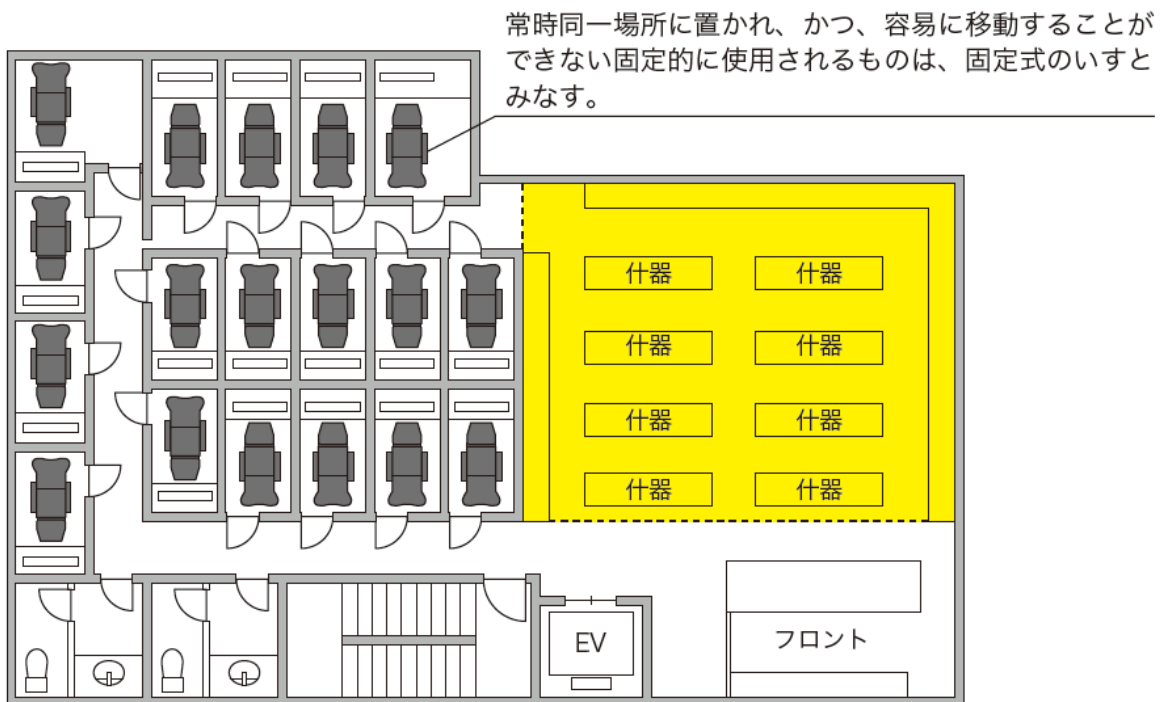 常時同一場所に置かれ、かつ、容易に移動することが
できない固定的に使用されるものは、固定式のいすと
みなす。
什器 什器
什器 什器
什器 什器
什器 什器
EV
フロント